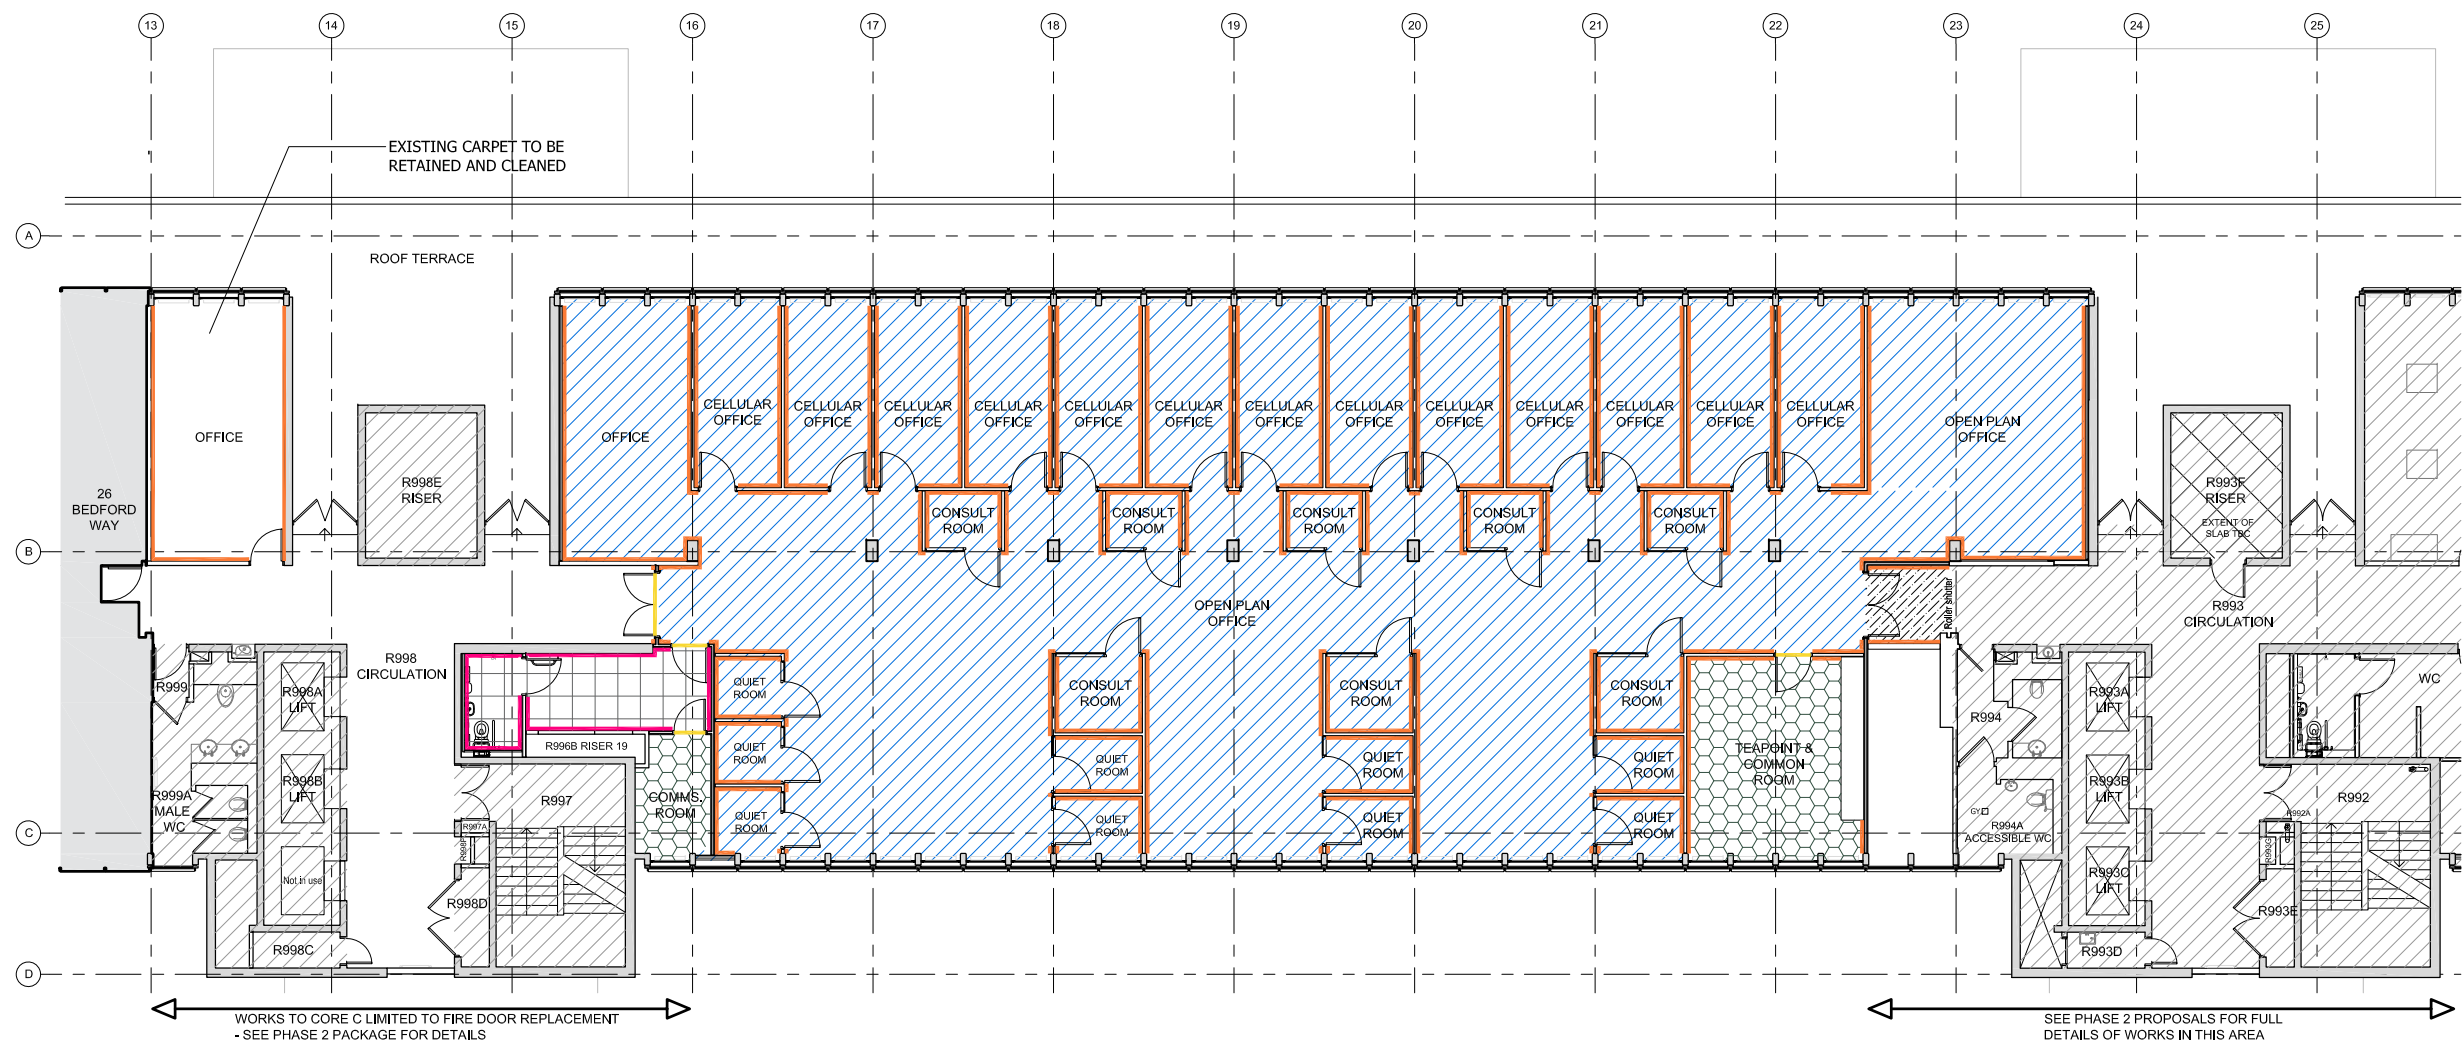 13 14 15 16 17 18 19 20 21 22 23 24 25
EXISTING CARPET TO BE
RETAINED AND CLEANED
A
ROOF TERRACE
CELLULAR
OFFICE
CELLULAR
OFFICE
CELLULAR
OFFICE
CELLULAR
OFFICE
CELLULAR
OFFICE
CELLULAR
OFFICE
CELLULAR
OFFICE
CELLULAR
OFFICE
CELLULAR
OFFICE
CELLULAR
OFFICE
CELLULAR
OFFICE
CELLULAR
OFFICE
CELLULAR
OFFICE
OPEN PLAN
OFFICE
OFFICE
OFFICE
R998E
RISER
R993F
RISER
EXTENT OF
SLAB TBC
26
BEDFORD
WAY
CONSULT
ROOM
CONSULT
ROOM
CONSULT
ROOM
CONSULT
ROOM
CONSULT
ROOM
B
OPEN PLAN
OFFICE
Roller shutter
R993
CIRCULATION
R998
CIRCULATION
R999
R998A
LIFT
QUIET
ROOM
CONSULT
ROOM
CONSULT
ROOM
CONSULT
ROOM
R993A
LIFT
WC
R994
R996B RISER 19
QUIET
ROOM
QUIET
ROOM
QUIET
ROOM
QUIET
ROOM
TEAPOINT &
COMMON
ROOM
R998B
LIFT
R993B
LIFT
R999A
MALE
WC
R997
COMMS.
ROOM
R992
GY
R992A
C
R997A
QUIET
ROOM
QUIET
ROOM
QUIET
ROOM
QUIET
ROOM
R994A
ACCESSIBLE WC
R998F
R993G
Not in use
R993C
LIFT
R998D
R993E
R998C
R993D
D
WORKS TO CORE C LIMITED TO FIRE DOOR REPLACEMENT
- SEE PHASE 2 PACKAGE FOR DETAILS
SEE PHASE 2 PROPOSALS FOR FULL
DETAILS OF WORKS IN THIS AREA